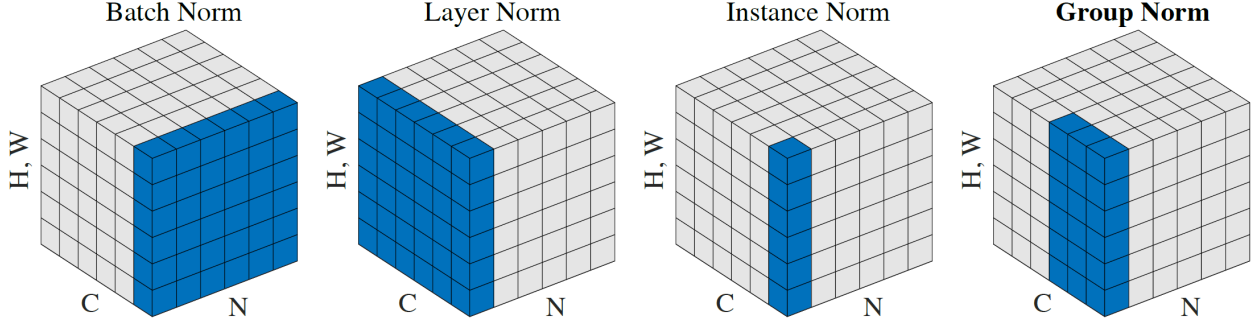 Batch Norm
Layer Norm
Instance Norm
Group Norm
H, W
C
N
H, W
C
N
H, W
C
N
H, W
C
N